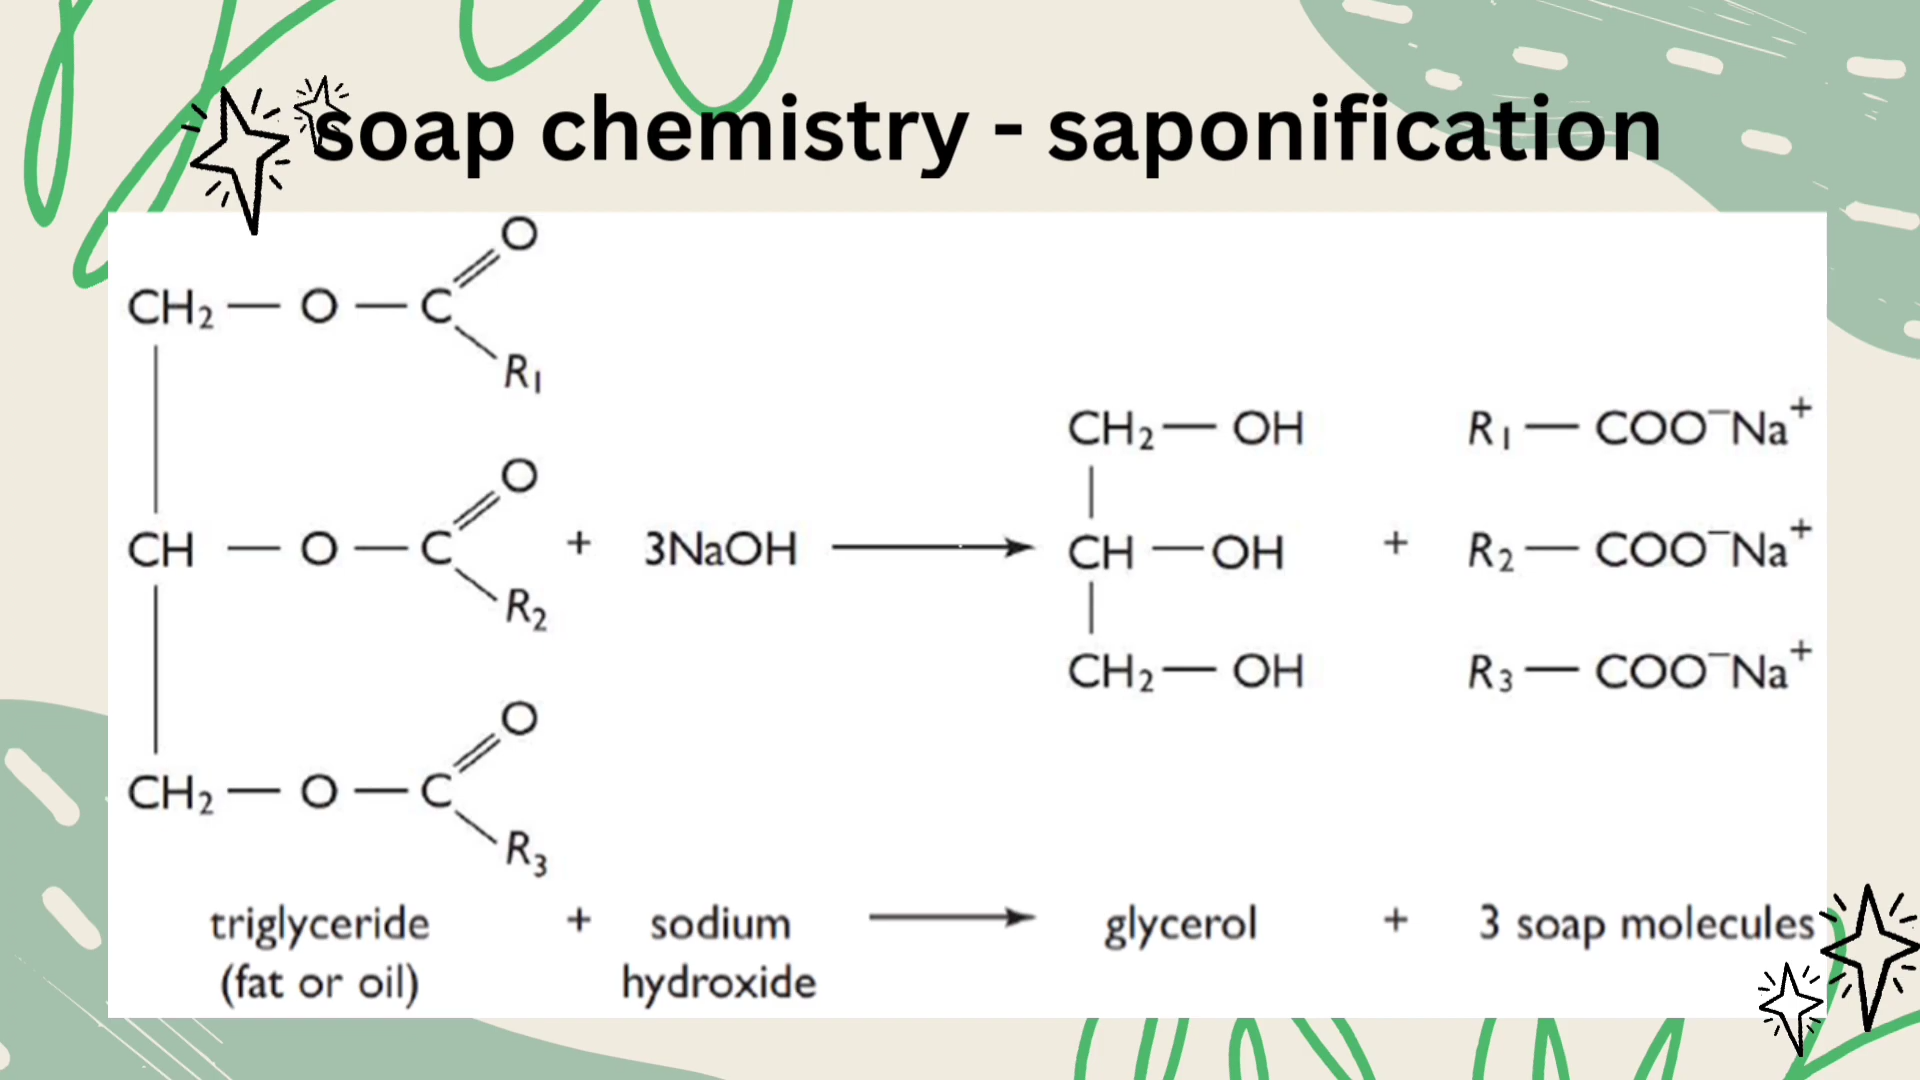 soap chemistry - saponification
O
CH₂ — O — C
R₁
O
CH — O — C
R₂
+ 3NaOH
O
CH₂ — O — C
R₃
CH₂ — OH
CH — OH
CH₂ — OH
+
R₁ — COO⁻Na⁺
R₂ — COO⁻Na⁺
R₃ — COO⁻Na⁺
triglyceride + sodium ⟶ glycerol + 3 soap molecules
(fat or oil) hydroxide